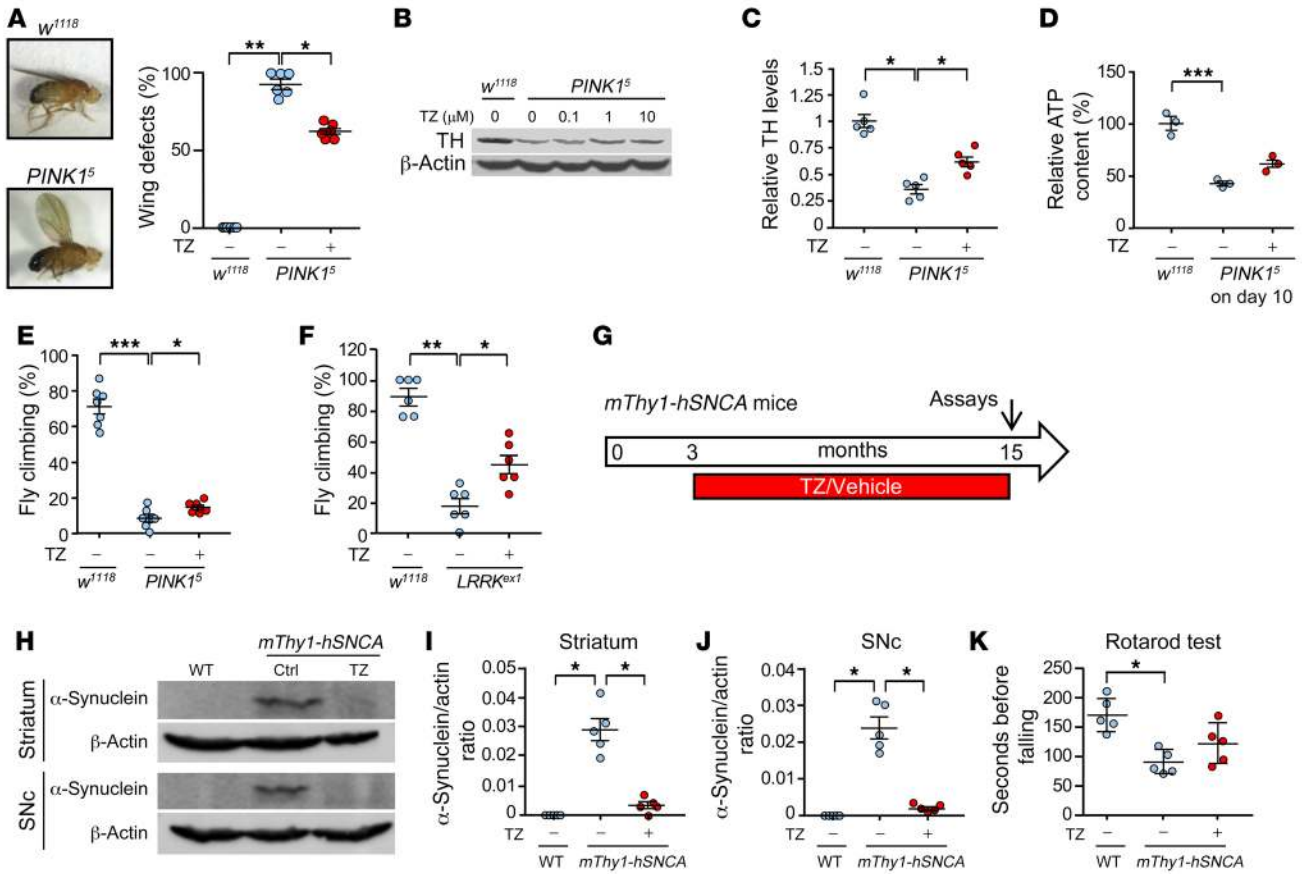 A
w1118
PINK1⁵
Wing defects (%)
100
50
0
** *
TZ − − +
w1118 PINK1⁵
B
w1118 PINK1⁵
TZ (μM) 0 0 0.1 1 10
TH
β-Actin
C
Relative TH levels
1.5
1.25
1
0.75
0.5
0.25
0
* *
TZ − − +
w1118 PINK1⁵
D
Relative ATP
content (%)
150
100
50
0
***
TZ − − +
w1118 PINK1⁵
on day 10
E
Fly climbing (%)
100
80
60
40
20
0
*** *
TZ − − +
w1118 PINK1⁵
F
Fly climbing (%)
120
100
80
60
40
20
0
** *
TZ − − +
w1118 LRRKex1
G
mThy1-hSNCA mice
Assays
0 3 months 15
TZ/Vehicle
H
mThy1-hSNCA
WT Ctrl TZ
Striatum
α-Synuclein
β-Actin
SNc
α-Synuclein
β-Actin
I
Striatum
α-Synuclein/actin
ratio
0.05
0.04
0.03
0.02
0.01
0
* *
TZ − − +
WT mThy1-hSNCA
J
SNc
α-Synuclein/actin
ratio
0.04
0.03
0.02
0.01
0
* *
TZ − − +
WT mThy1-hSNCA
K
Rotarod test
Seconds before
falling
250
200
150
100
50
0
*
TZ − − +
WT mThy1-hSNCA